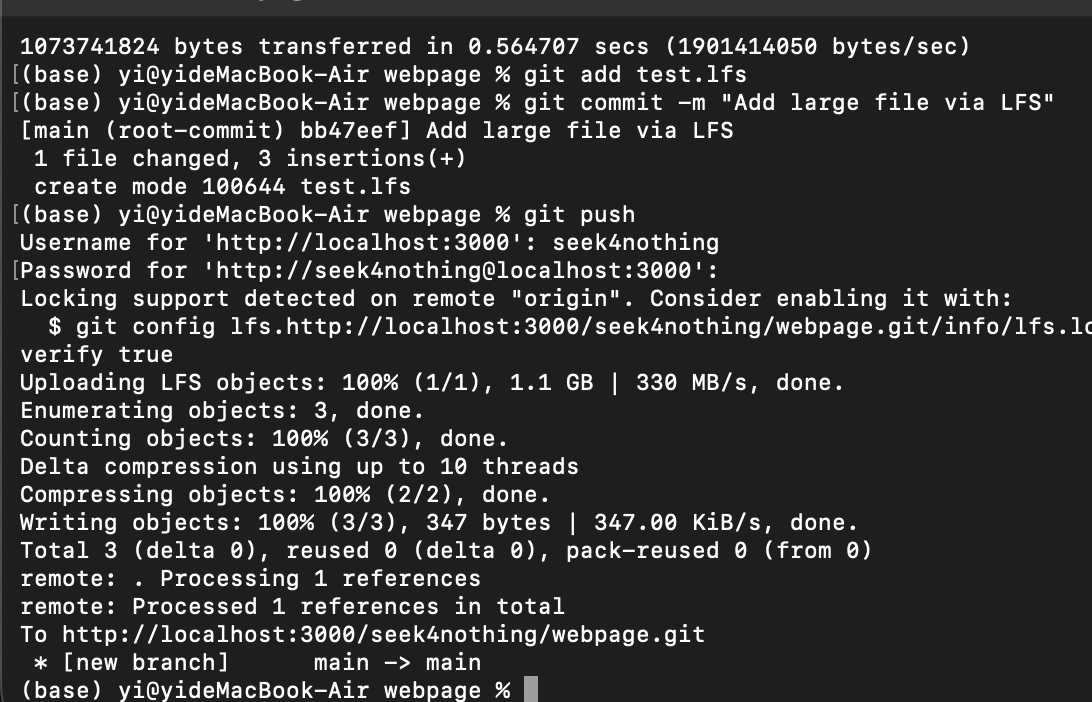 1073741824 bytes transferred in 0.564707 secs (1901414050 bytes/sec)
[(base) yi@yideMacBook-Air webpage % git add test.lfs
[(base) yi@yideMacBook-Air webpage % git commit -m "Add large file via LFS"
[main (root-commit) bb47eef] Add large file via LFS
 1 file changed, 3 insertions(+)
 create mode 100644 test.lfs
[(base) yi@yideMacBook-Air webpage % git push
Username for 'http://localhost:3000': seek4nothing
[Password for 'http://seek4nothing@localhost:3000':
Locking support detected on remote "origin". Consider enabling it with:
  $ git config lfs.http://localhost:3000/seek4nothing/webpage.git/info/lfs.lo
verify true
Uploading LFS objects: 100% (1/1), 1.1 GB | 330 MB/s, done.
Enumerating objects: 3, done.
Counting objects: 100% (3/3), done.
Delta compression using up to 10 threads
Compressing objects: 100% (2/2), done.
Writing objects: 100% (3/3), 347 bytes | 347.00 KiB/s, done.
Total 3 (delta 0), reused 0 (delta 0), pack-reused 0 (from 0)
remote: . Processing 1 references
remote: Processed 1 references in total
To http://localhost:3000/seek4nothing/webpage.git
 * [new branch]      main -> main
(base) yi@yideMacBook-Air webpage %